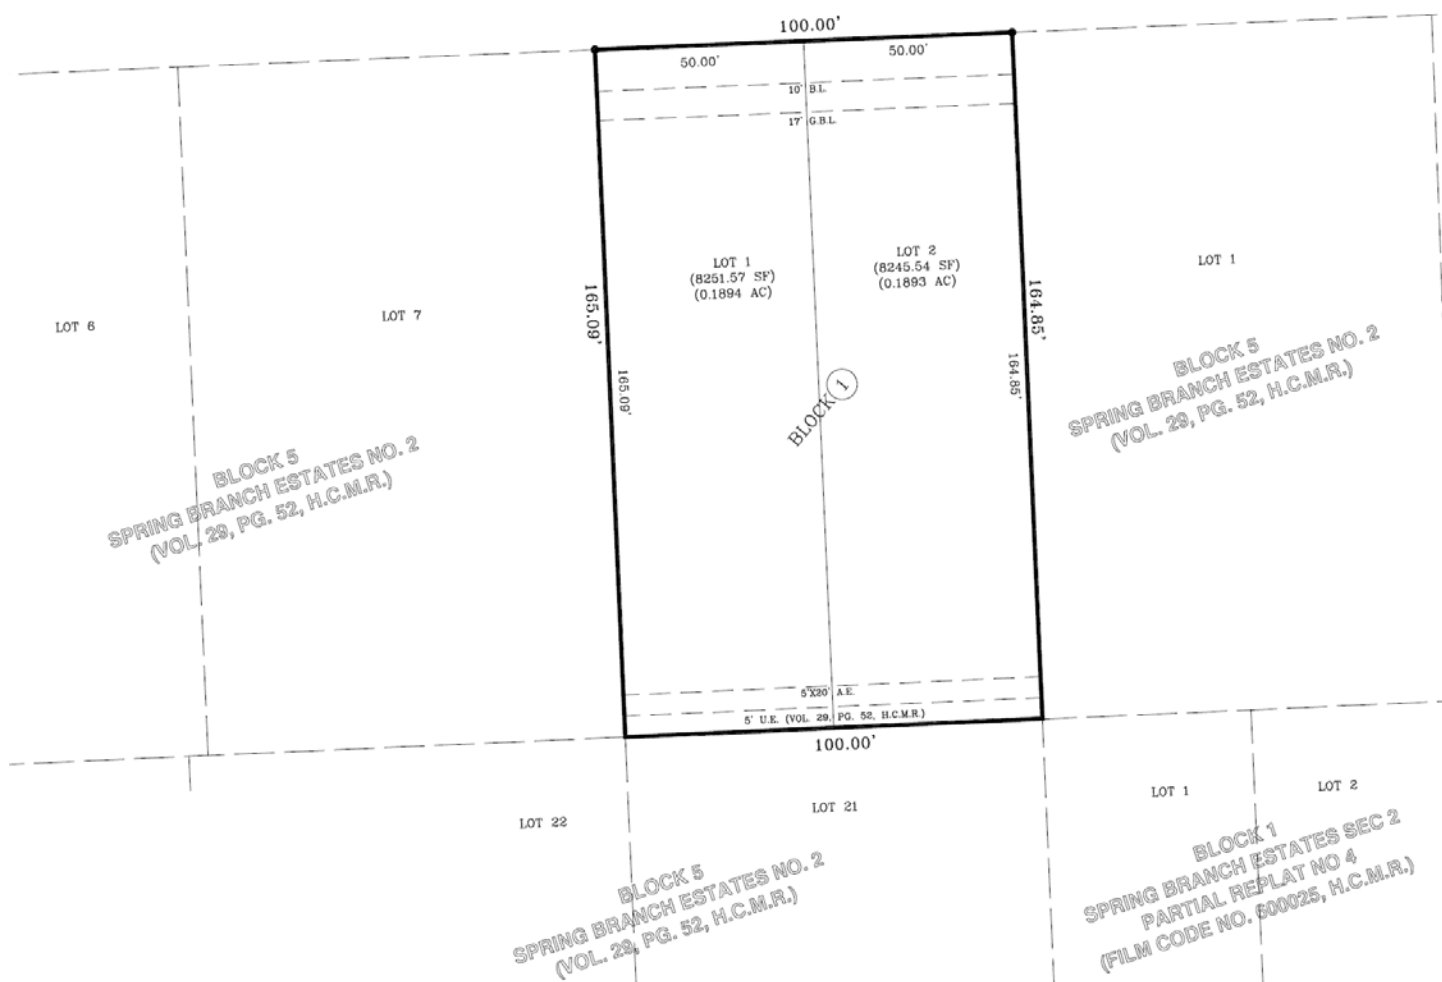 100.00'
50.00'
50.00'
10' B.L.
17' G.B.L.
LOT 1
(8251.57 SF)
(0.1894 AC)
LOT 2
(8245.54 SF)
(0.1893 AC)
LOT 1
LOT 6
LOT 7
165.09'
165.09'
164.85'
164.85'
BLOCK 1
BLOCK 5
SPRING BRANCH ESTATES NO. 2
(VOL. 29, PG. 52, H.C.M.R.)
BLOCK 5
SPRING BRANCH ESTATES NO. 2
(VOL. 29, PG. 52, H.C.M.R.)
5'X20' A.E.
5' U.E. (VOL. 29, PG. 52, H.C.M.R.)
100.00'
LOT 22
LOT 21
LOT 1
LOT 2
BLOCK 5
SPRING BRANCH ESTATES NO. 2
(VOL. 29, PG. 52, H.C.M.R.)
BLOCK 1
SPRING BRANCH ESTATES SEC 2
PARTIAL REPLAT NO 4
(FILM CODE NO. 600025, H.C.M.R.)